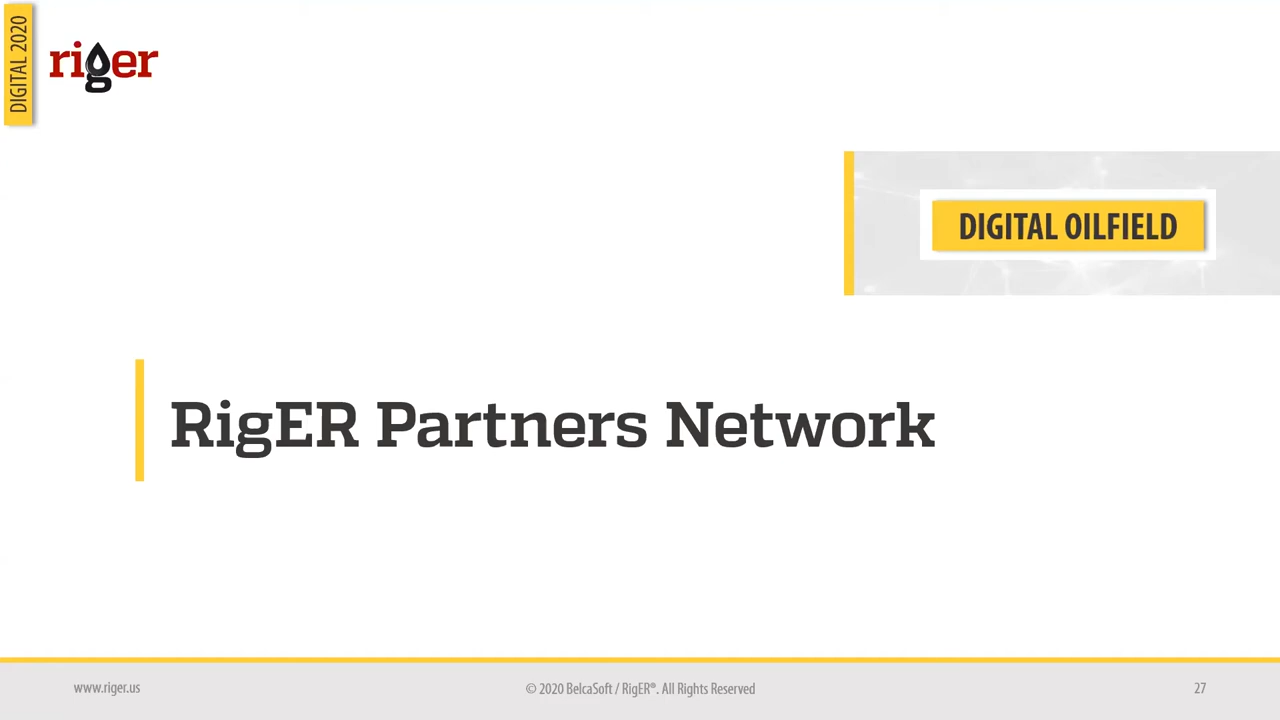 DIGITAL 2020
riger
DIGITAL OILFIELD
RigER Partners Network
www.riger.us
© 2020 BelcaSoft / RigER®. All Rights Reserved
27